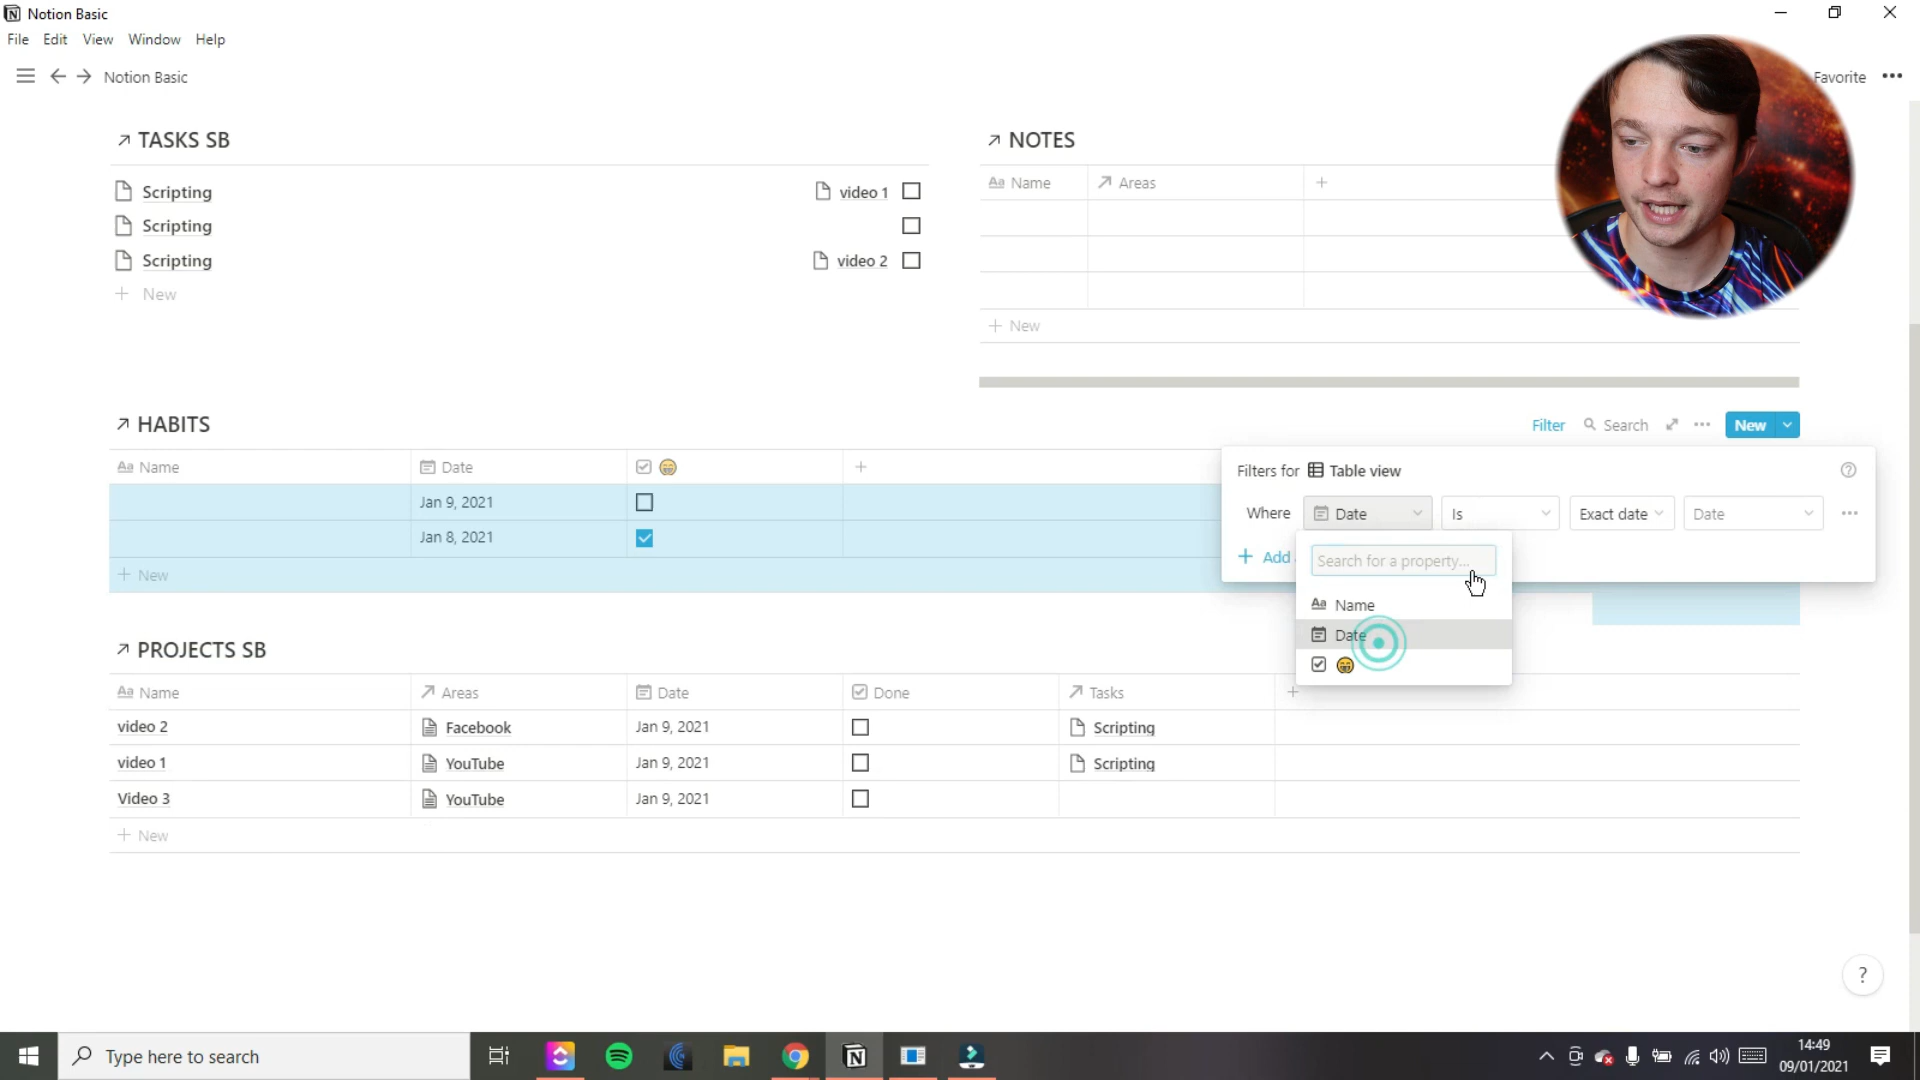 Notion Basic
File Edit View Window Help
Notion Basic
Favorite
TASKS SB
Scripting video 1
Scripting
Scripting video 2
New
NOTES
Aa Name Areas
New
HABITS
Filter Search New
Aa Name Date
Jan 9, 2021
Jan 8, 2021
New
Filters for Table view
Where Date Is Exact date Date
Add
Search for a property...
Aa Name
Date
PROJECTS SB
Aa Name Areas Date Done Tasks
video 2 Facebook Jan 9, 2021 Scripting
video 1 YouTube Jan 9, 2021 Scripting
Video 3 YouTube Jan 9, 2021
New
?
Type here to search
14:49
09/01/2021